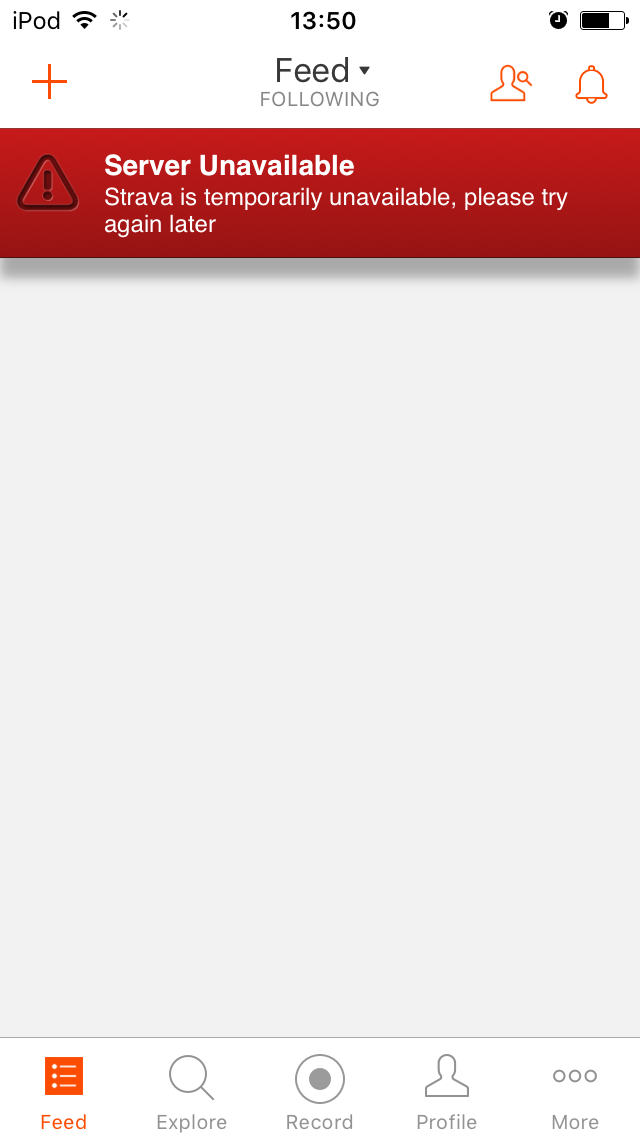 iPod 13:50
Feed
FOLLOWING
Server Unavailable
Strava is temporarily unavailable, please try
again later
Feed Explore Record Profile More